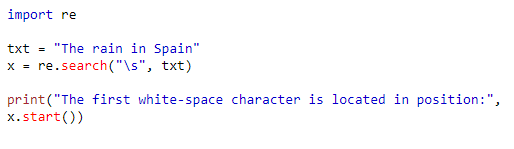 import re
txt = "The rain in Spain"
x = re.search("\s", txt)
print("The first white-space character is located in position:",
x.start())